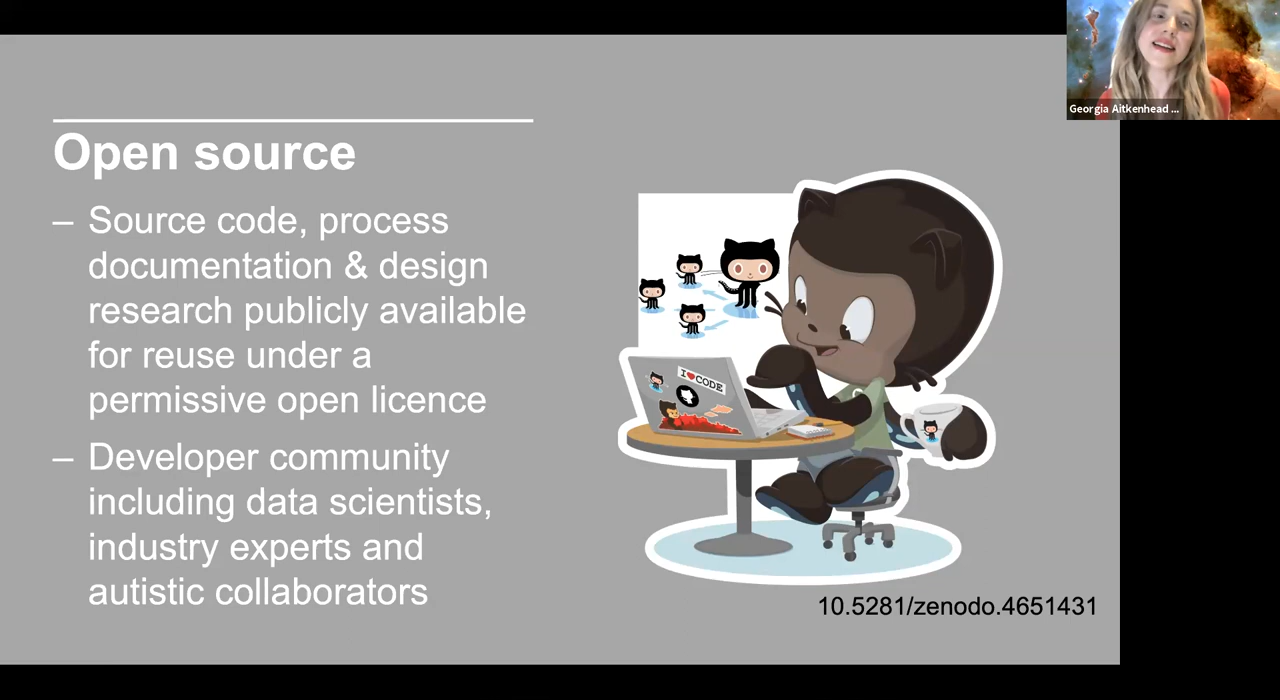 Georgia Aitkenhead ...
Open source
– Source code, process
documentation & design
research publicly available
for reuse under a
permissive open licence
– Developer community
including data scientists,
industry experts and
autistic collaborators
I❤CODE
10.5281/zenodo.4651431